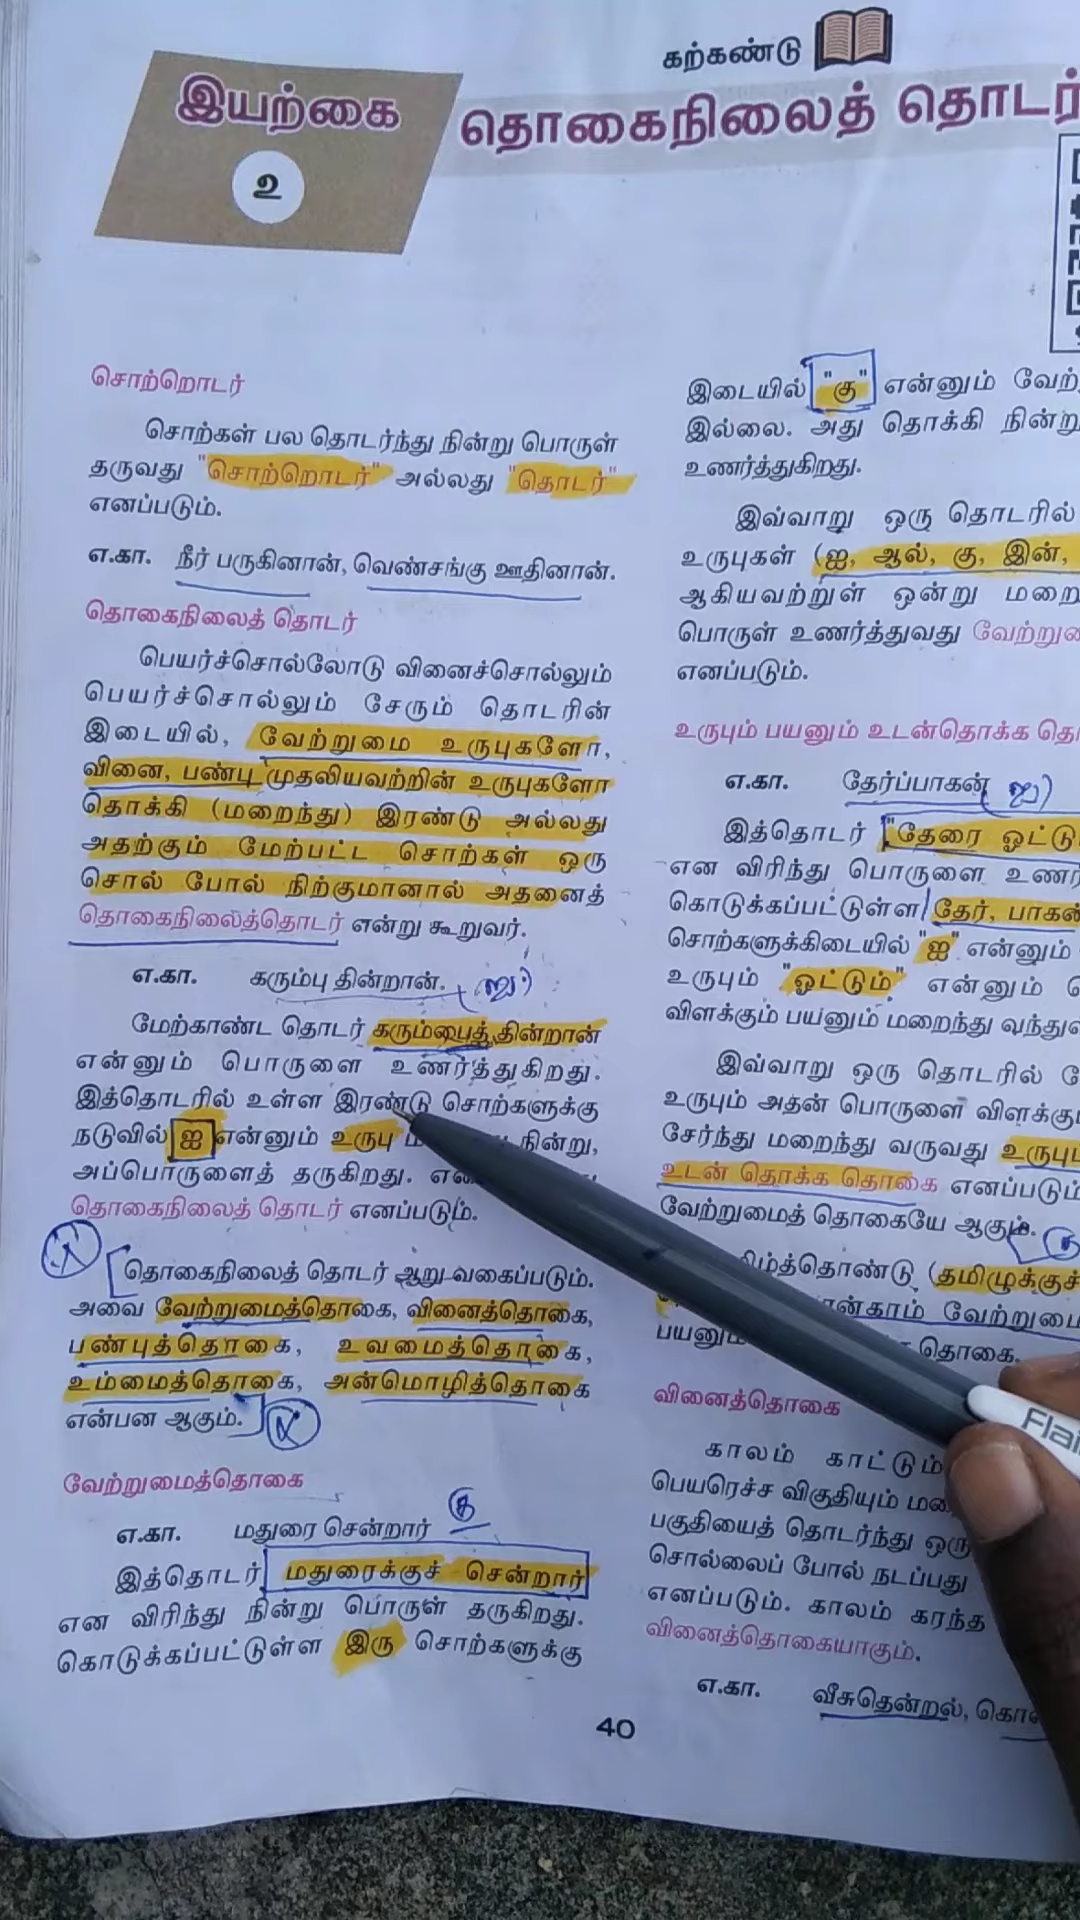 கற்கண்டு
இயற்கை
உ
தொகைநிலைத் தொடர்
சொற்றொடர்
சொற்கள் பல தொடர்ந்து நின்று பொருள்
தருவது "சொற்றொடர்" அல்லது "தொடர்"
எனப்படும்.
எ.கா. நீர் பருகினான், வெண்சங்கு ஊதினான்.
தொகைநிலைத் தொடர்
பெயர்ச்சொல்லோடு வினைச்சொல்லும்
பெயர்ச்சொல்லும் சேரும் தொடரின்
இடையில், வேற்றுமை உருபுகளோ,
வினை, பண்பு முதலியவற்றின் உருபுகளோ
தொக்கி (மறைந்து) இரண்டு அல்லது
அதற்கும் மேற்பட்ட சொற்கள் ஒரு
சொல் போல் நிற்குமானால் அதனைத்
தொகைநிலைத்தொடர் என்று கூறுவர்.
எ.கா. கரும்பு தின்றான். (ஐ)
மேற்காண்ட தொடர் கரும்பைத் தின்றான்
என்னும் பொருளை உணர்த்துகிறது.
இத்தொடரில் உள்ள இரண்டு சொற்களுக்கு
நடுவில் ஐ என்னும் உருபு நின்று,
அப்பொருளைத் தருகிறது.
தொகைநிலைத் தொடர் எனப்படும்.
தொகைநிலைத் தொடர் ஆறு வகைப்படும்.
அவை வேற்றுமைத்தொகை, வினைத்தொகை,
பண்புத்தொகை, உவமைத்தொகை,
உம்மைத்தொகை, அன்மொழித்தொகை
என்பன ஆகும்.
வேற்றுமைத்தொகை
கு
எ.கா. மதுரை சென்றார்
இத்தொடர் மதுரைக்குச் சென்றார்
என விரிந்து நின்று பொருள் தருகிறது.
கொடுக்கப்பட்டுள்ள இரு சொற்களுக்கு
இடையில் "கு" என்னும்
இல்லை. அது தொக்கி நின்று
உணர்த்துகிறது.
இவ்வாறு ஒரு தொடரில்
உருபுகள் (ஐ, ஆல், கு, இன்,
ஆகியவற்றுள் ஒன்று
பொருள் உணர்த்துவது
எனப்படும்.
உருபும் பயனும் உடன்தொக்க
எ.கா. தேர்ப்பாகன் (ஐ)
இத்தொடர் "தேரை
என விரிந்து பொருளை
கொடுக்கப்பட்டுள்ள தேர், பாகன்
சொற்களுக்கிடையில் "ஐ" என்னும்
உருபும் "ஓட்டும்" என்னும்
விளக்கும் பயனும் மறைந்து
இவ்வாறு ஒரு தொடரில்
உருபும் அதன் பொருளை
சேர்ந்து மறைந்து வருவது
உடன் தொக்க தொகை எனப்படும்
வேற்றுமைத் தொகையே ஆகும்.
(தமிழுக்குச்
வேற்றுமை
தொகை.
வினைத்தொகை
காலம் காட்டும்
பெயரெச்ச விகுதியும்
பகுதியைத் தொடர்ந்து ஒரு
சொல்லைப் போல் நடப்பது
எனப்படும். காலம் கரந்த
வினைத்தொகையாகும்.
எ.கா. வீசுதென்றல்,
Flai
40